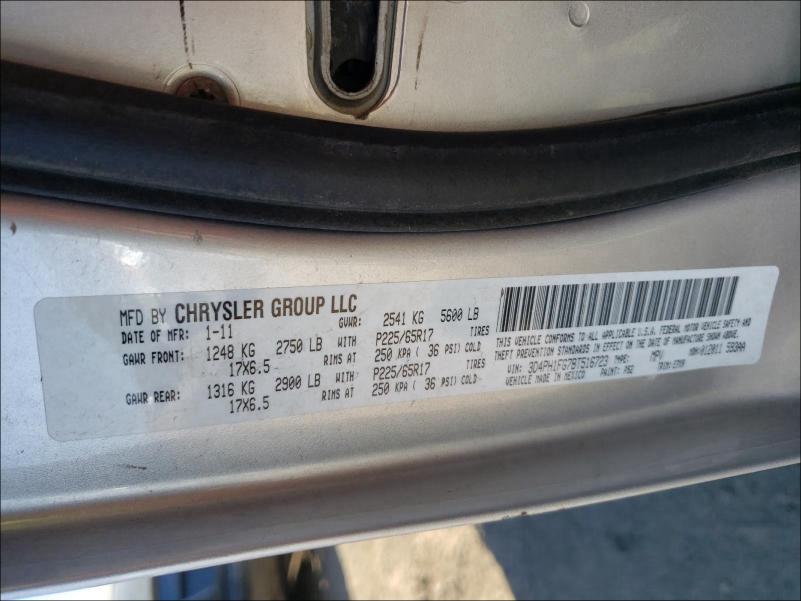 MFD BY CHRYSLER GROUP LLC
DATE OF MFR: 1-11 GVWR: 2541 KG 5600 LB
GAWR FRONT: 1248 KG 2750 LB WITH P225/65R17 TIRES
17X6.5 RIMS AT 250 KPA ( 36 PSI) COLD
GAWR REAR: 1316 KG 2900 LB WITH P225/65R17 TIRES
17X6.5 RIMS AT 250 KPA ( 36 PSI) COLD
THIS VEHICLE CONFORMS TO ALL APPLICABLE U.S.A. FEDERAL MOTOR VEHICLE SAFETY AND
THEFT PREVENTION STANDARDS IN EFFECT ON THE DATE OF MANUFACTURE SHOWN ABOVE.
VIN: 3D4PH1FG7BT516723 TYPE: MPV MDH:012011 593AA
VEHICLE MADE IN MEXICO PAINT: PS2 TRIM: